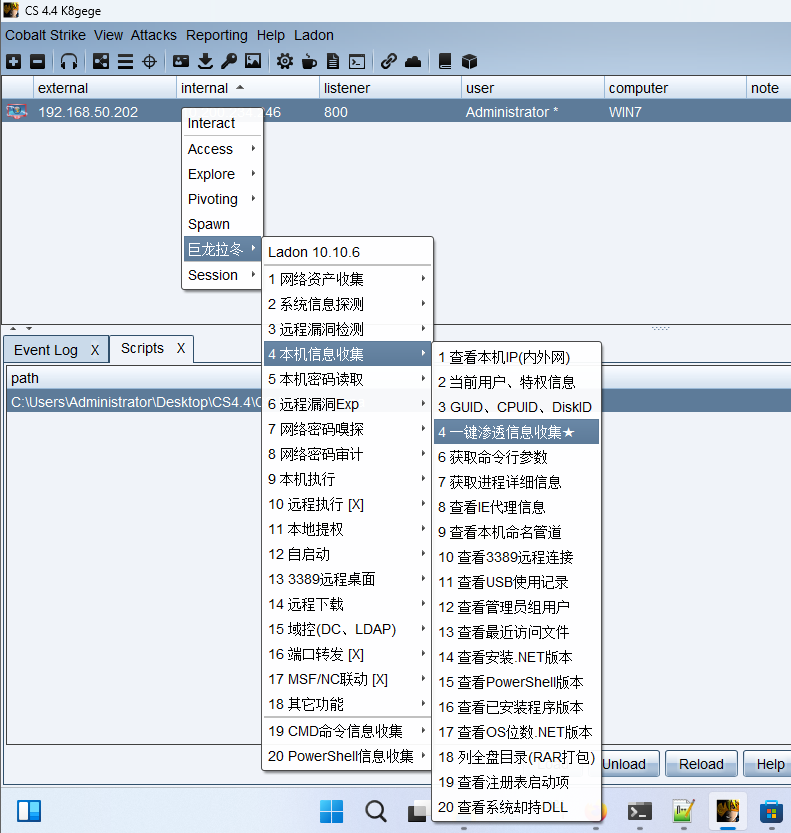 CS 4.4 K8gege
Cobalt Strike View Attacks Reporting Help Ladon
external internal listener user computer note
192.168.50.202 46 800 Administrator * WIN7
Interact
Access
Explore
Pivoting
Spawn
巨龙拉冬
Session
Ladon 10.10.6
1 网络资产收集
2 系统信息探测
3 远程漏洞检测
4 本机信息收集
5 本机密码读取
6 远程漏洞Exp
7 网络密码嗅探
8 网络密码审计
9 本机执行
10 远程执行 [X]
11 本地提权
12 自启动
13 3389远程桌面
14 远程下载
15 域控(DC、LDAP)
16 端口转发 [X]
17 MSF/NC联动 [X]
18 其它功能
19 CMD命令信息收集
20 PowerShell信息收集
1 查看本机IP(内外网)
2 当前用户、特权信息
3 GUID、CPUID、DiskID
4 一键渗透信息收集★
6 获取命令行参数
7 获取进程详细信息
8 查看IE代理信息
9 查看本机命名管道
10 查看3389远程连接
11 查看USB使用记录
12 查看管理员组用户
13 查看最近访问文件
14 查看安装.NET版本
15 查看PowerShell版本
16 查看已安装程序版本
17 查看OS位数.NET版本
18 列全盘目录(RAR打包)
19 查看注册表启动项
20 查看系统却持DLL
Event Log X Scripts X
path
C:\Users\Administrator\Desktop\CS4.4\C
Unload Reload Help